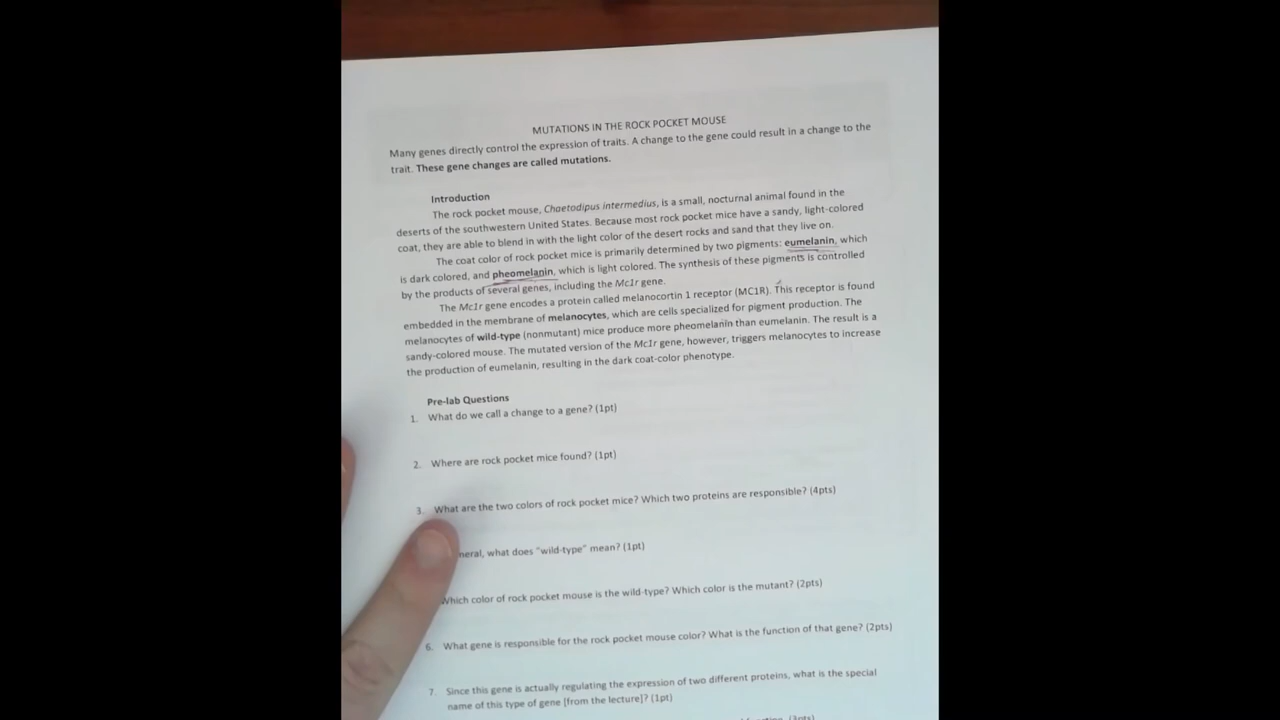 MUTATIONS IN THE ROCK POCKET MOUSE
Many genes directly control the expression of traits. A change to the gene could result in a change to the
trait. These gene changes are called mutations.
Introduction
The rock pocket mouse, Chaetodipus intermedius, is a small, nocturnal animal found in the
deserts of the southwestern United States. Because most rock pocket mice have a sandy, light-colored
coat, they are able to blend in with the light color of the desert rocks and sand that they live on.
The coat color of rock pocket mice is primarily determined by two pigments: eumelanin, which
is dark colored, and pheomelanin, which is light colored. The synthesis of these pigments is controlled
by the products of several genes, including the Mc1r gene.
The Mc1r gene encodes a protein called melanocortin 1 receptor (MC1R). This receptor is found
embedded in the membrane of melanocytes, which are cells specialized for pigment production. The
melanocytes of wild-type (nonmutant) mice produce more pheomelanin than eumelanin. The result is a
sandy-colored mouse. The mutated version of the Mc1r gene, however, triggers melanocytes to increase
the production of eumelanin, resulting in the dark coat-color phenotype.
Pre-lab Questions
1. What do we call a change to a gene? (1pt)
2. Where are rock pocket mice found? (1pt)
3. What are the two colors of rock pocket mice? Which two proteins are responsible? (4pts)
neral, what does "wild-type" mean? (1pt)
Which color of rock pocket mouse is the wild-type? Which color is the mutant? (2pts)
6. What gene is responsible for the rock pocket mouse color? What is the function of that gene? (2pts)
7. Since this gene is actually regulating the expression of two different proteins, what is the special
name of this type of gene [from the lecture]? (1pt)